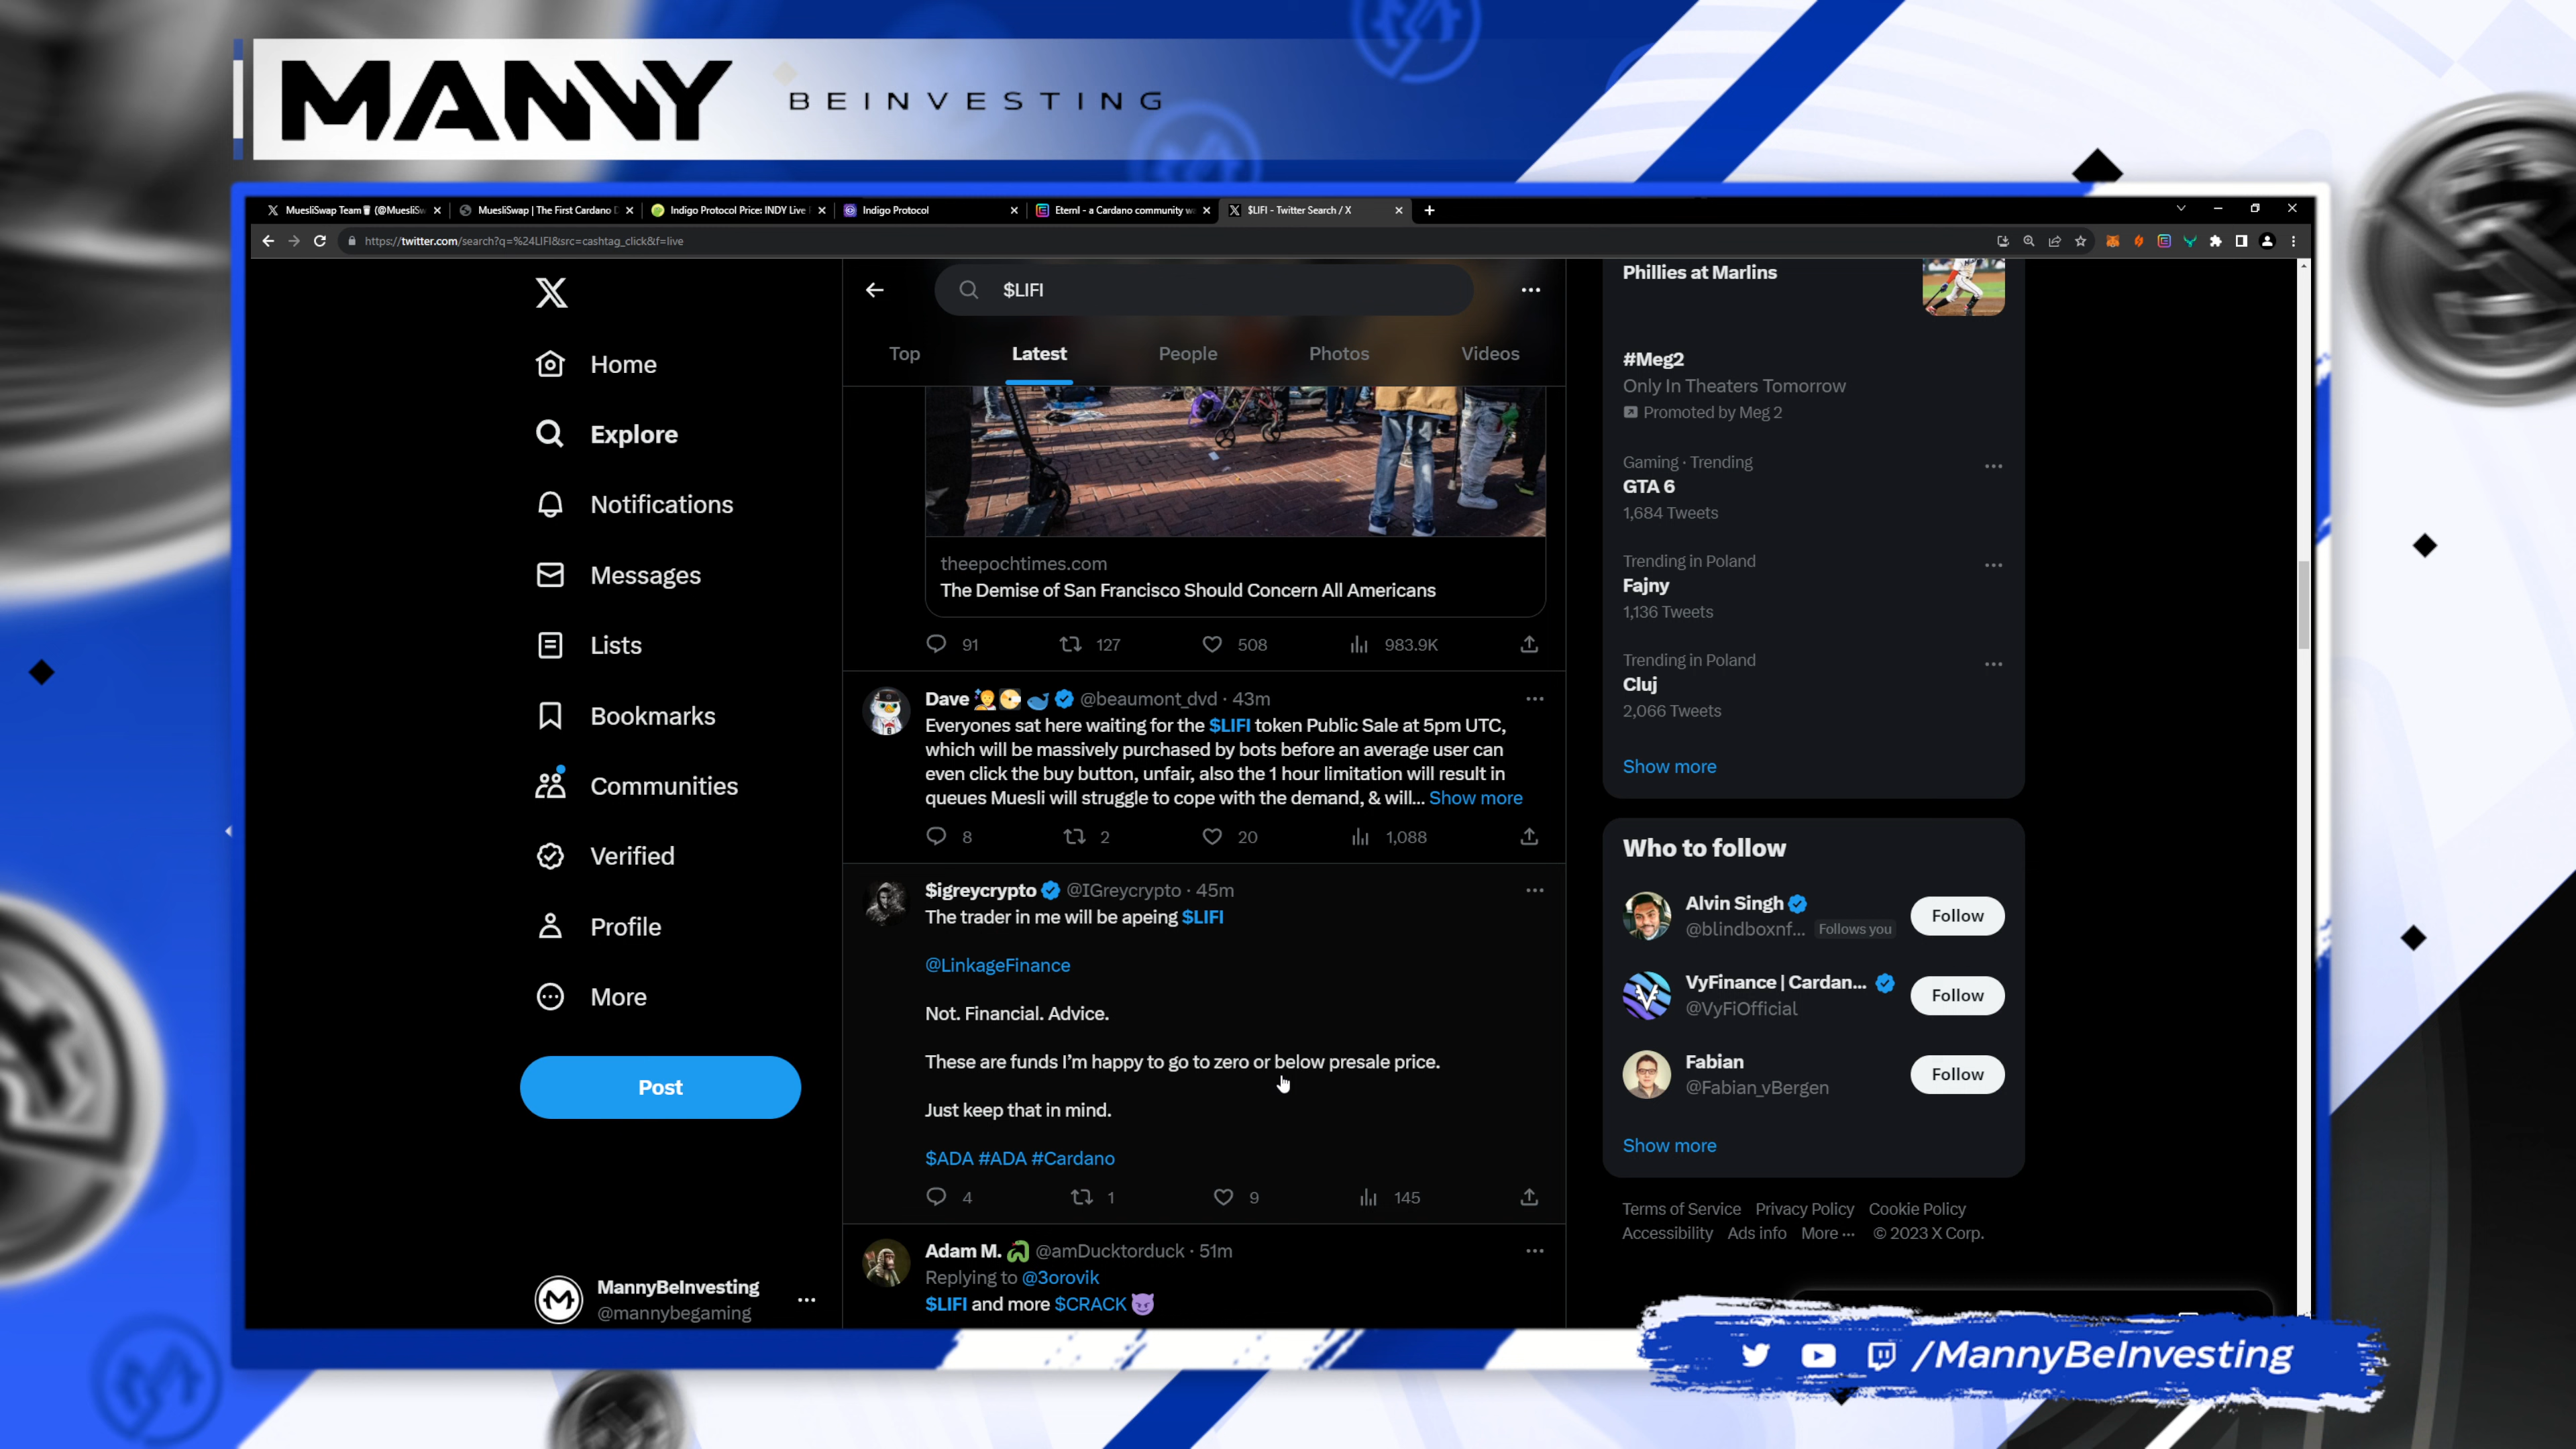 MANNY
BEINVESTING
MuesliSwap Team (@MuesliSw
MuesliSwap | The First Cardano D
Indigo Protocol Price: INDY Live
Indigo Protocol
Eternl - a Cardano community w
$LIFI - Twitter Search / X
https://twitter.com/search?q=%24LIFI&src=cashtag_click&f=live
$LIFI
Top
Latest
People
Photos
Videos
Home
Explore
Notifications
Messages
Lists
Bookmarks
Communities
Verified
Profile
More
Post
MannyBeInvesting
@mannybegaming
theepochtimes.com
The Demise of San Francisco Should Concern All Americans
91 127 508 983.9K
Dave @beaumont_dvd · 43m
Everyones sat here waiting for the $LIFI token Public Sale at 5pm UTC,
which will be massively purchased by bots before an average user can
even click the buy button, unfair, also the 1 hour limitation will result in
queues Muesli will struggle to cope with the demand, & will... Show more
8 2 20 1,088
$igreycrypto @IGreycrypto · 45m
The trader in me will be apeing $LIFI
@LinkageFinance
Not. Financial. Advice.
These are funds I'm happy to go to zero or below presale price.
Just keep that in mind.
$ADA #ADA #Cardano
4 1 9 145
Adam M. @amDucktorduck · 51m
Replying to @3orovik
$LIFI and more $CRACK
Phillies at Marlins
#Meg2
Only In Theaters Tomorrow
Promoted by Meg 2
Gaming · Trending
GTA 6
1,684 Tweets
Trending in Poland
Fajny
1,136 Tweets
Trending in Poland
Cluj
2,066 Tweets
Show more
Who to follow
Alvin Singh
@blindboxnf... Follows you
Follow
VyFinance | Cardan...
@VyFiOfficial
Follow
Fabian
@Fabian_vBergen
Follow
Show more
Terms of Service Privacy Policy Cookie Policy
Accessibility Ads info More ··· © 2023 X Corp.
/MannyBeInvesting